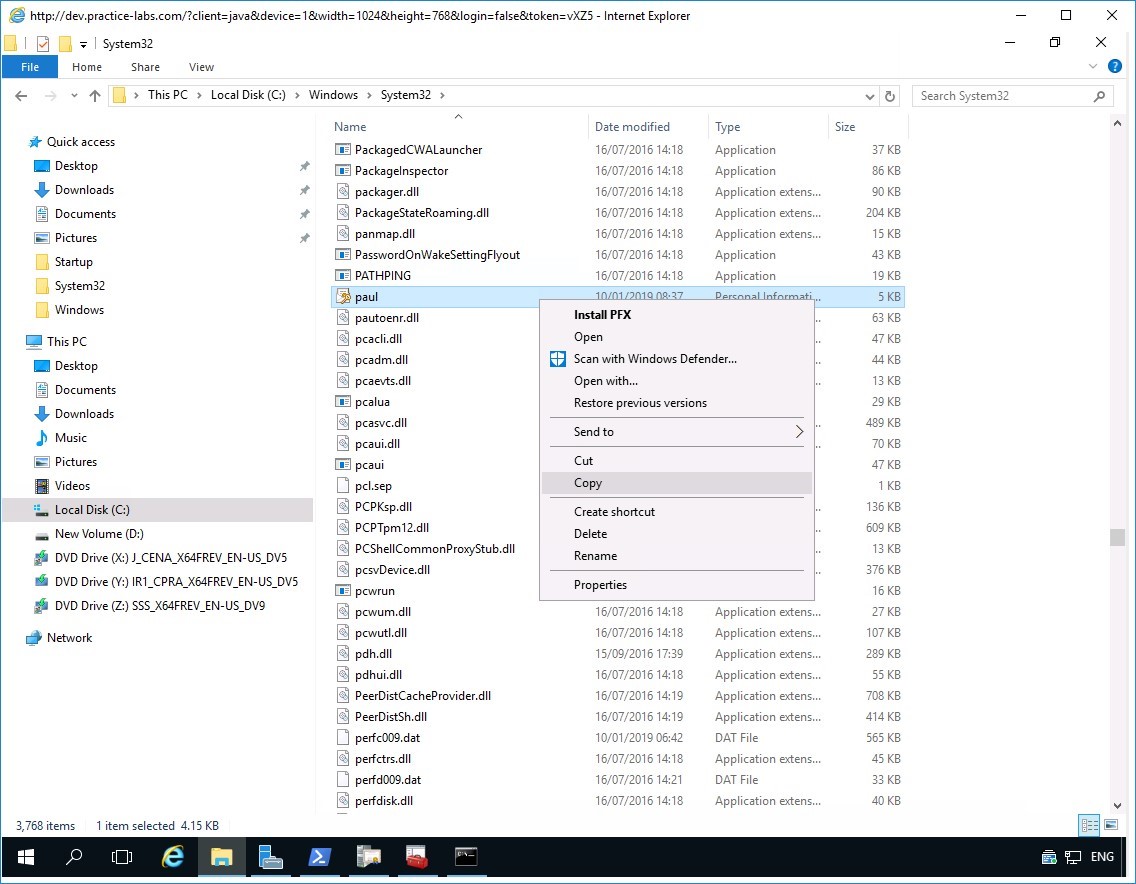 http://dev.practice-labs.com/?client=java&device=1&width=1024&height=768&login=false&token=vXZ5 - Internet Explorer
System32
File Home Share View
This PC Local Disk (C:) Windows System32
Search System32
Name Date modified Type Size
Quick access
Desktop
Downloads
Documents
Pictures
Startup
System32
Windows
This PC
Desktop
Documents
Downloads
Music
Pictures
Videos
Local Disk (C:)
New Volume (D:)
DVD Drive (X:) J_CENA_X64FREV_EN-US_DV5
DVD Drive (Y:) IR1_CPRA_X64FREV_EN-US_DV5
DVD Drive (Z:) SSS_X64FREV_EN-US_DV9
Network
PackagedCWALauncher 16/07/2016 14:18 Application 37 KB
PackageInspector 16/07/2016 14:18 Application 86 KB
packager.dll 16/07/2016 14:18 Application extens... 90 KB
PackageStateRoaming.dll 16/07/2016 14:18 Application extens... 204 KB
panmap.dll 16/07/2016 14:18 Application extens... 15 KB
PasswordOnWakeSettingFlyout 16/07/2016 14:18 Application 43 KB
PATHPING 16/07/2016 14:18 Application 19 KB
paul 10/01/2019 08:37 Personal Informati... 5 KB
pautoenr.dll 63 KB
pcacli.dll 47 KB
pcadm.dll 44 KB
pcaevts.dll 13 KB
pcalua 29 KB
pcasvc.dll 489 KB
pcaui.dll 70 KB
pcaui 47 KB
pcl.sep 1 KB
PCPKsp.dll 136 KB
PCPTpm12.dll 609 KB
PCShellCommonProxyStub.dll 13 KB
pcsvDevice.dll 376 KB
pcwrun 16 KB
pcwum.dll 16/07/2016 14:18 Application extens... 27 KB
pcwutl.dll 16/07/2016 14:18 Application extens... 107 KB
pdh.dll 15/09/2016 17:39 Application extens... 289 KB
pdhui.dll 16/07/2016 14:18 Application extens... 55 KB
PeerDistCacheProvider.dll 16/07/2016 14:19 Application extens... 708 KB
PeerDistSh.dll 16/07/2016 14:19 Application extens... 414 KB
perfc009.dat 10/01/2019 06:42 DAT File 565 KB
perfctrs.dll 16/07/2016 14:18 Application extens... 45 KB
perfd009.dat 16/07/2016 14:21 DAT File 33 KB
perfdisk.dll 16/07/2016 14:18 Application extens... 40 KB
Install PFX
Open
Scan with Windows Defender...
Open with...
Restore previous versions
Send to
Cut
Copy
Create shortcut
Delete
Rename
Properties
3,768 items 1 item selected 4.15 KB
ENG